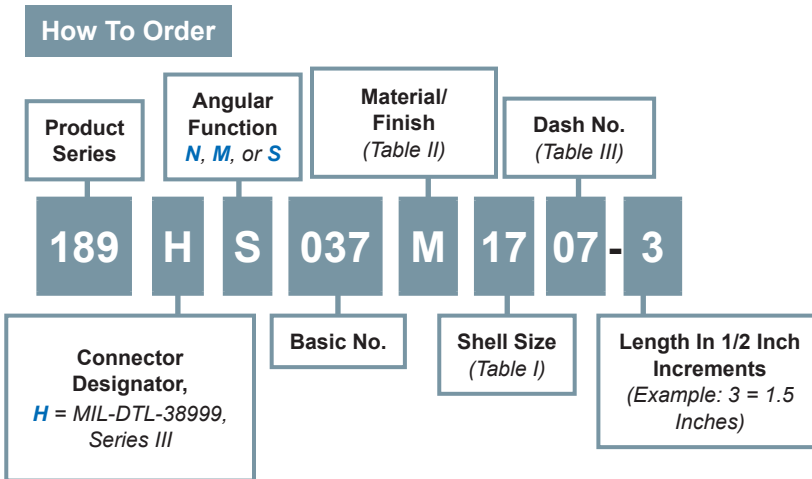 How To Order
Product
Series
Angular
Function
N, M, or S
Material/
Finish
(Table II)
Dash No.
(Table III)
189 H S 037 M 17 07 - 3
Connector
Designator,
H = MIL-DTL-38999,
Series III
Basic No.
Shell Size
(Table I)
Length In 1/2 Inch
Increments
(Example: 3 = 1.5
Inches)